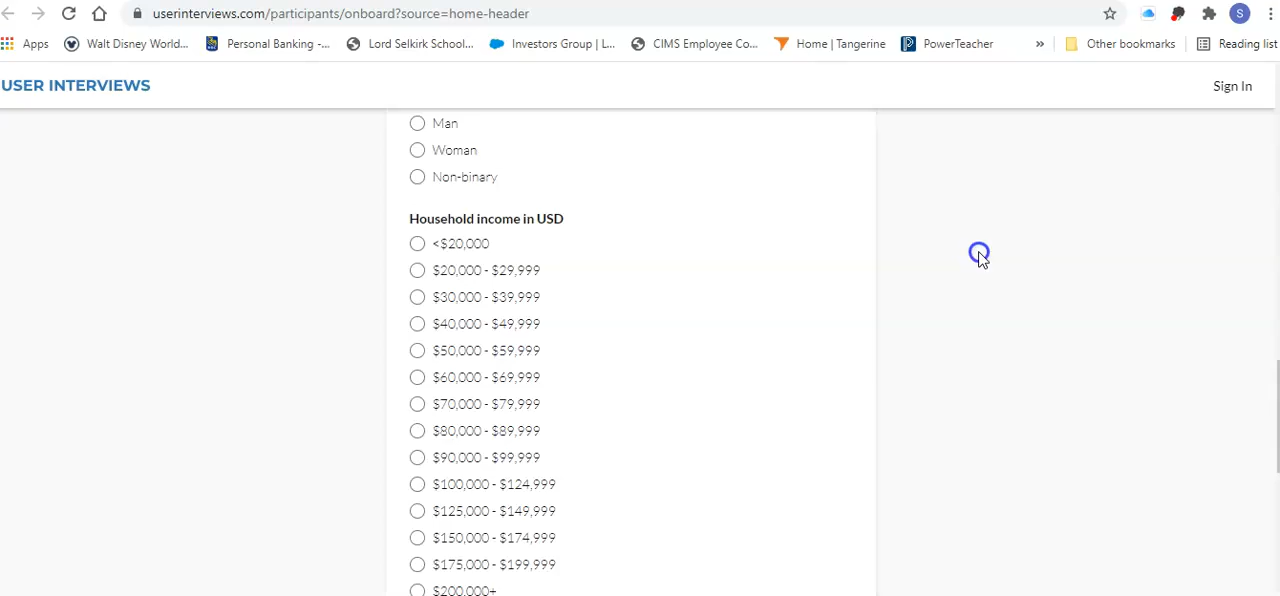 userinterviews.com/participants/onboard?source=home-header
S
Apps Walt Disney World... Personal Banking -... Lord Selkirk School... Investors Group | L... CIMS Employee Co... Home | Tangerine PowerTeacher » Other bookmarks Reading list
USER INTERVIEWS Sign In
Man
Woman
Non-binary
Household income in USD
<$20,000
$20,000 - $29,999
$30,000 - $39,999
$40,000 - $49,999
$50,000 - $59,999
$60,000 - $69,999
$70,000 - $79,999
$80,000 - $89,999
$90,000 - $99,999
$100,000 - $124,999
$125,000 - $149,999
$150,000 - $174,999
$175,000 - $199,999
$200,000+